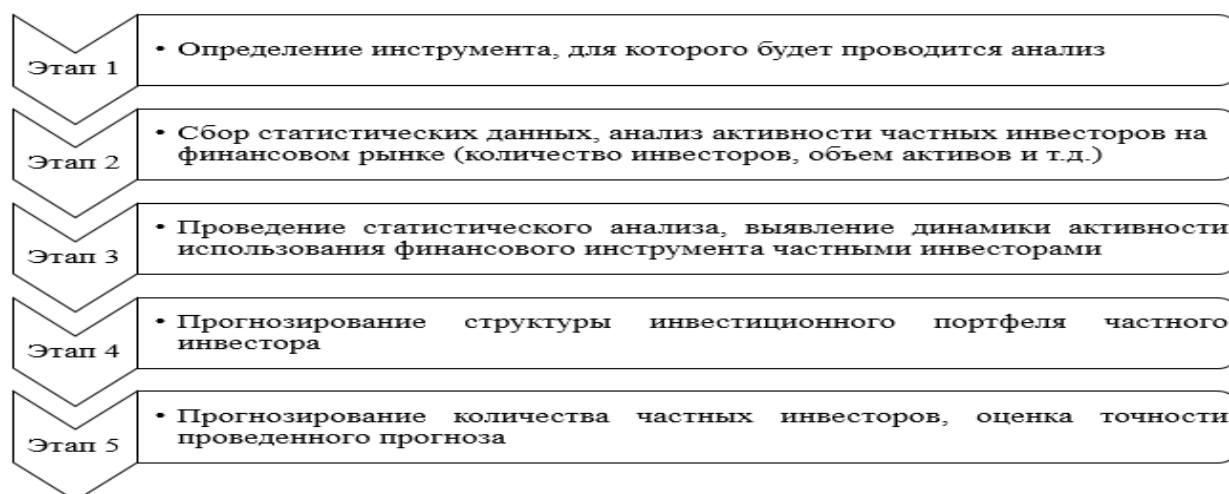 Этап 1
• Определение инструмента, для которого будет проводится анализ
Этап 2
• Сбор статистических данных, анализ активности частных инвесторов на
финансовом рынке (количество инвесторов, объем активов и т.д.)
Этап 3
• Проведение статистического анализа, выявление динамики активности
использования финансового инструмента частными инвесторами
Этап 4
• Прогнозирование структуры инвестиционного портфеля частного
инвестора
Этап 5
• Прогнозирование количества частных инвесторов, оценка точности
проведенного прогноза